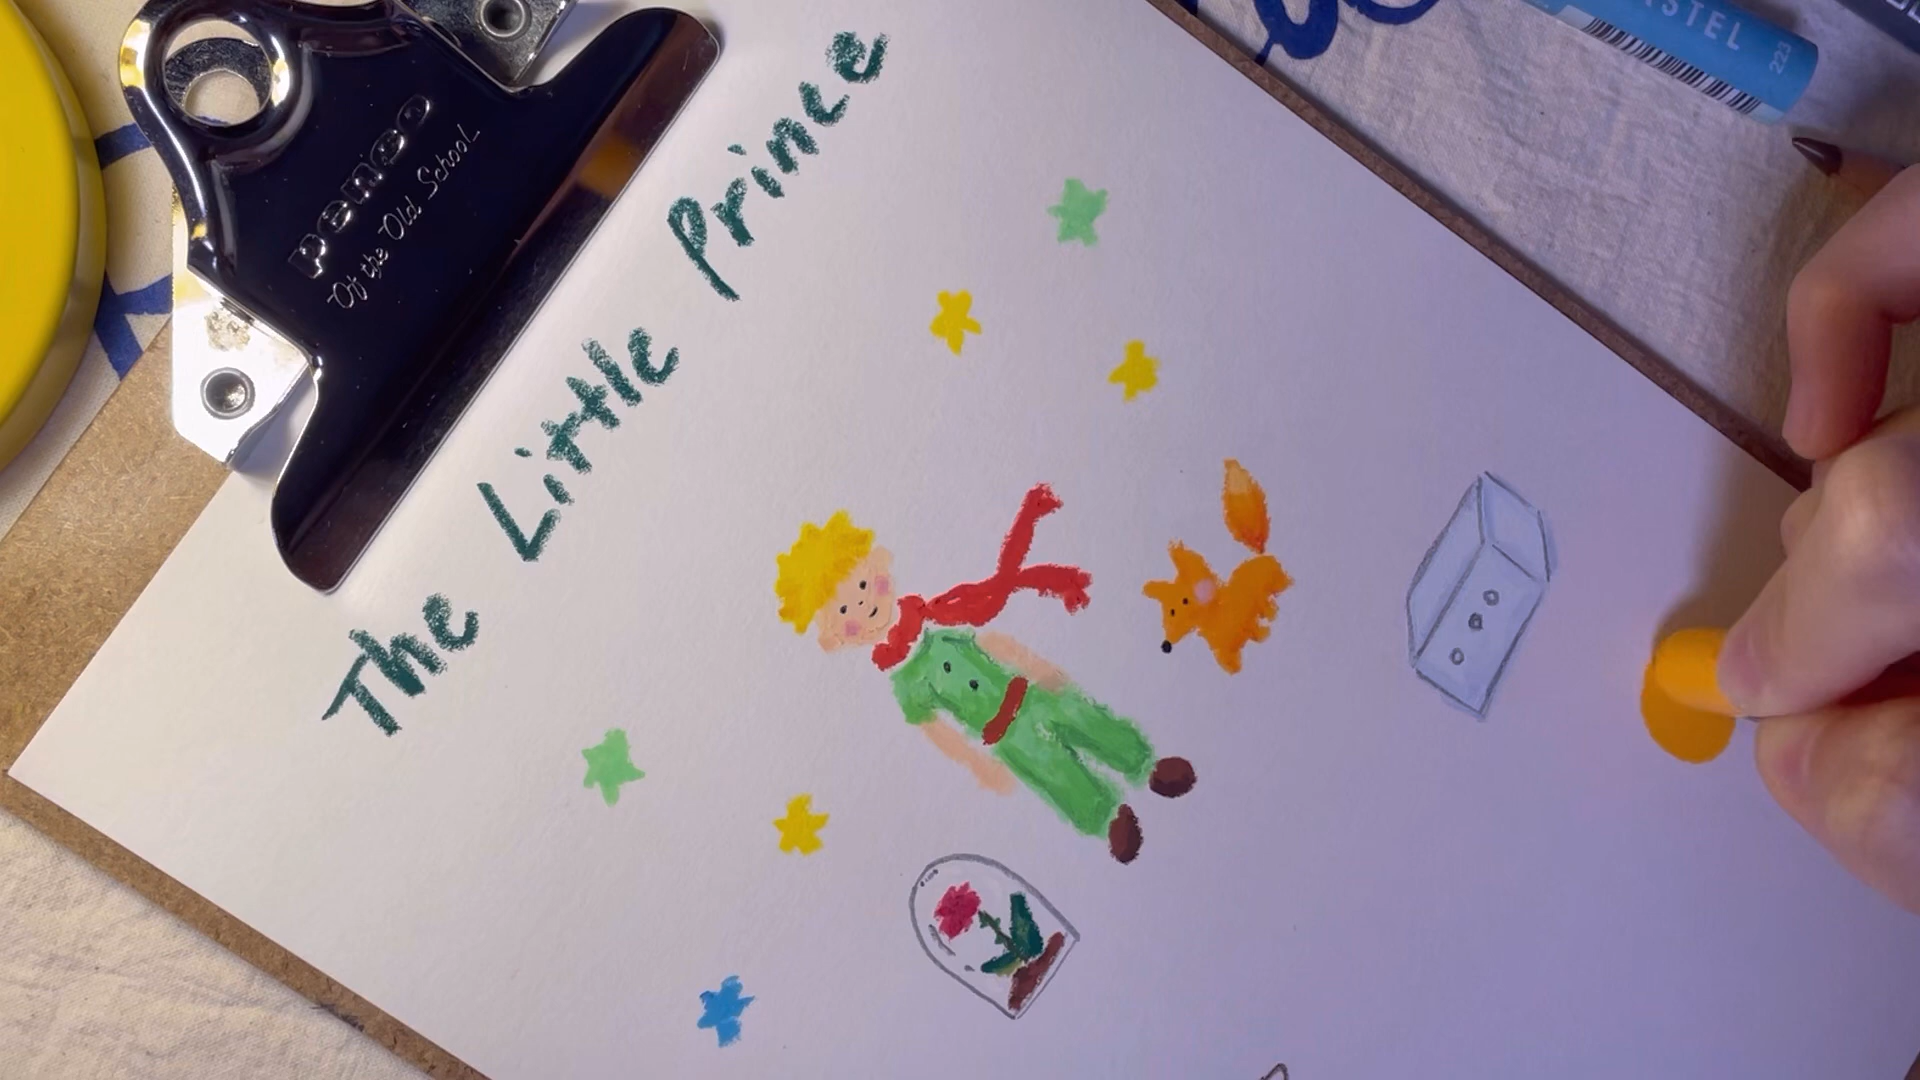 penco
Of the Old School.
The Little Prince
STEL
223